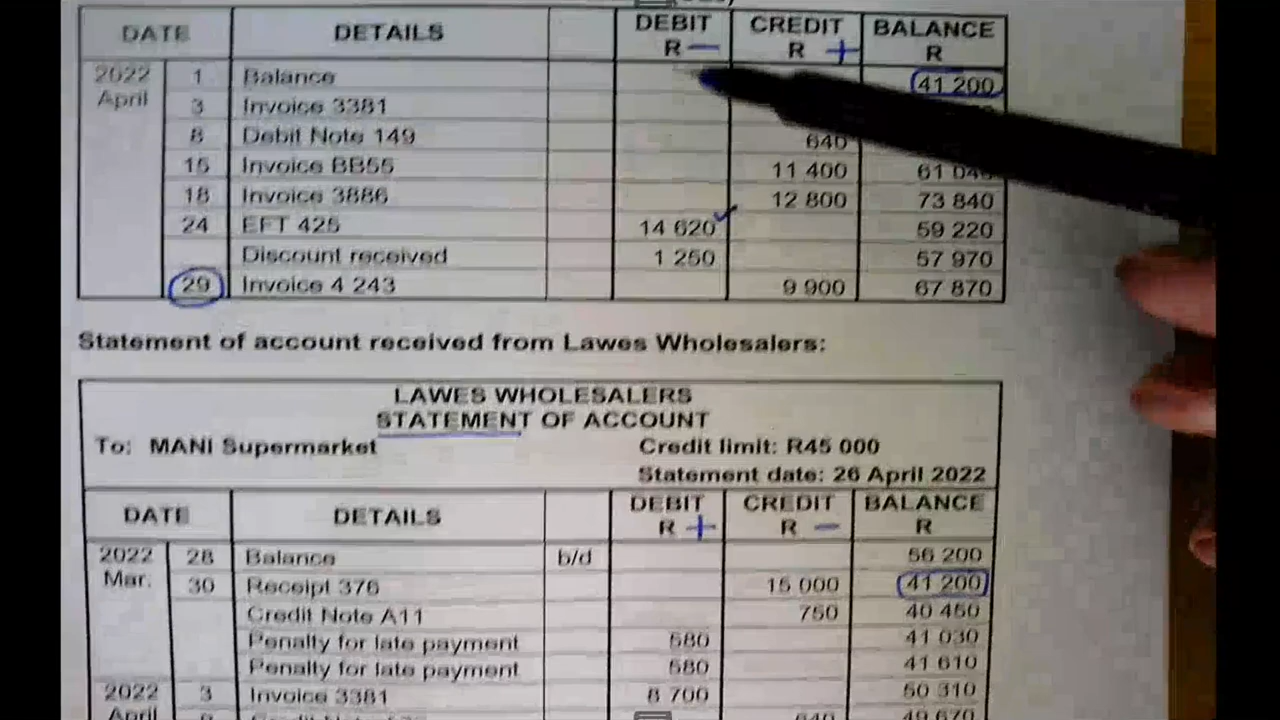 DATE DETAILS DEBIT R – CREDIT R + BALANCE R
2022 April 1 Balance 41 200
3 Invoice 3381
8 Debit Note 149 640
15 Invoice BB55 11 400
18 Invoice 3886 12 800 73 840
24 EFT 425 14 620 59 220
Discount received 1 250 57 970
29 Invoice 4 243 9 900 67 870
Statement of account received from Lawes Wholesalers:
LAWES WHOLESALERS
STATEMENT OF ACCOUNT
To: MANI Supermarket Credit limit: R45 000
Statement date: 26 April 2022
DATE DETAILS DEBIT R + CREDIT R – BALANCE R
2022 Mar. 28 Balance b/d 56 200
30 Receipt 376 15 000 41 200
Credit Note A11 750 40 450
Penalty for late payment 580 41 030
Penalty for late payment 580 41 610
2022 April 3 Invoice 3381 8 700 50 310
640 49 670